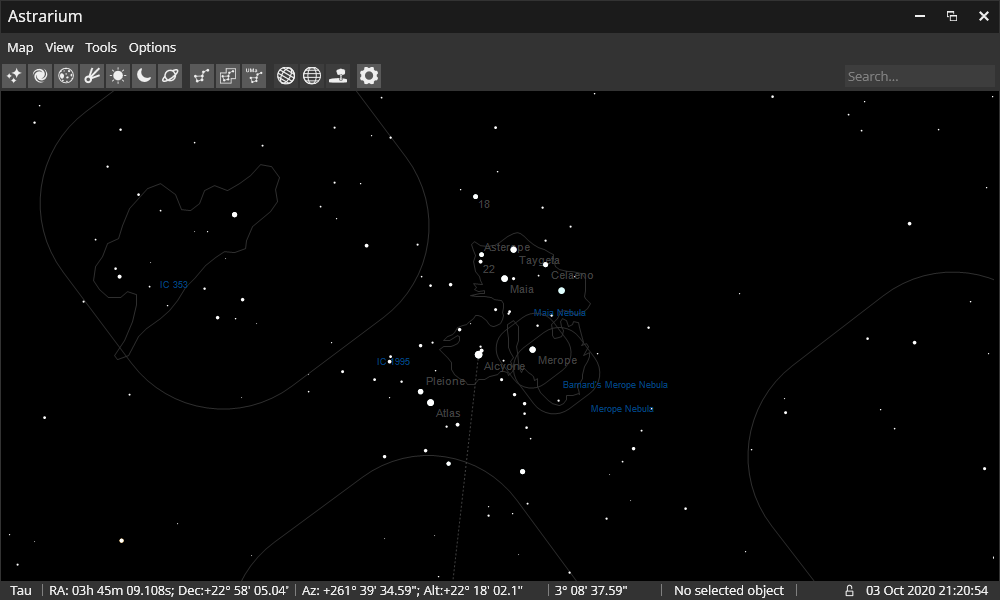 Astrarium
Map View Tools Options
UMa
Search...
18
Asterope
Taygeta
22
Celaeno
IC 353
Maia
Maia Nebula
IC 1995
Merope
Alcyone
Pleione
Barnard's Merope Nebula
Atlas
Merope Nebula
Tau RA: 03h 45m 09.108s; Dec:+22° 58' 05.04" Az: +261° 39' 34.59"; Alt:+22° 18' 02.1" 3° 08' 37.59" No selected object 03 Oct 2020 21:20:54